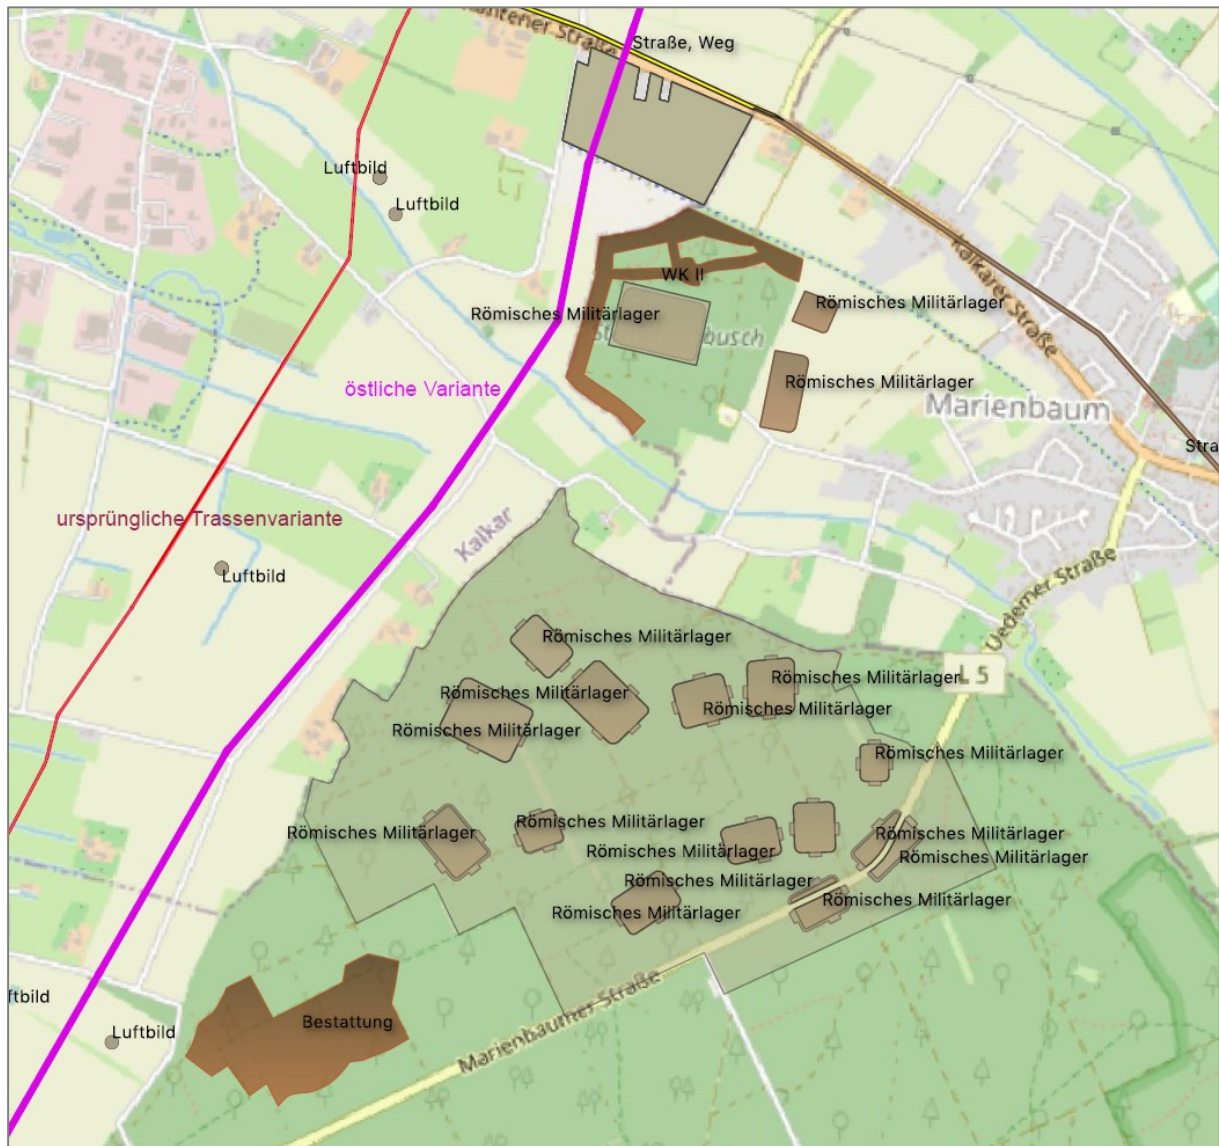 Straße, Weg
Luftbild
Luftbild
WK II
Römisches Militärlager
Römisches Militärlager
Kalkarer Straße
Römisches Militärlager
östliche Variante
Marienbaum
Stra
ursprüngliche Trassenvariante
Kalkar
Luftbild
Uedemer Straße
Römisches Militärlager
L 5
Römisches Militärlager
Römisches Militärlager
Römisches Militärlager
Römisches Militärlager
Römisches Militärlager
Römisches Militärlager
Römisches Militärlager
Römisches Militärlager
Römisches Militärlager
Römisches Militärlager
Römisches Militärlager
Römisches Militärlager
Römisches Militärlager
ftbild
Bestattung
Luftbild
Marienbaumer Straße